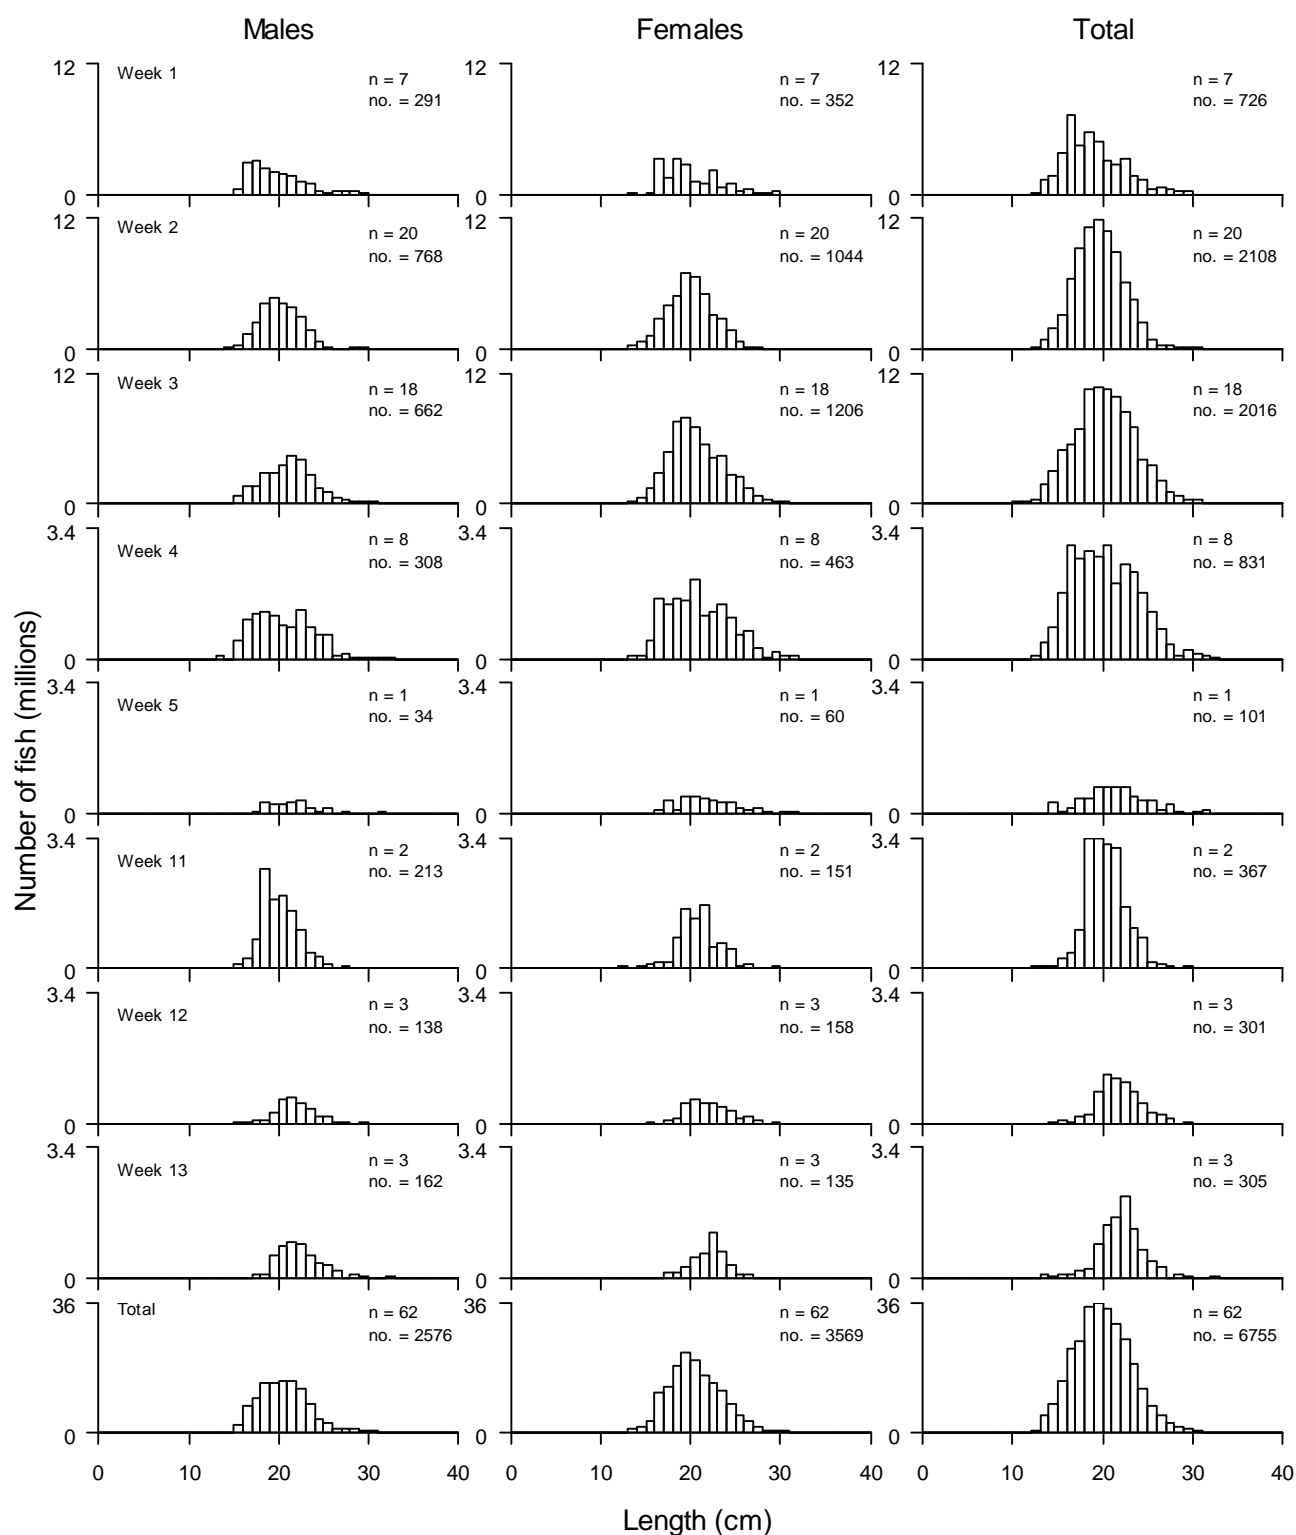 Males Females Total
12 12 12
Week 1 n = 7 n = 7 n = 7
no. = 291 no. = 352 no. = 726
0 0 0
12 12 12
Week 2 n = 20 n = 20 n = 20
no. = 768 no. = 1044 no. = 2108
0 0 0
12 12 12
Week 3 n = 18 n = 18 n = 18
no. = 662 no. = 1206 no. = 2016
0 0 0
3.4 3.4 3.4
Week 4 n = 8 n = 8 n = 8
no. = 308 no. = 463 no. = 831
0 0 0
3.4 3.4 3.4
Week 5 n = 1 n = 1 n = 1
no. = 34 no. = 60 no. = 101
0 0 0
Number of fish (millions)
3.4 3.4 3.4
Week 11 n = 2 n = 2 n = 2
no. = 213 no. = 151 no. = 367
0 0 0
3.4 3.4 3.4
Week 12 n = 3 n = 3 n = 3
no. = 138 no. = 158 no. = 301
0 0 0
3.4 3.4 3.4
Week 13 n = 3 n = 3 n = 3
no. = 162 no. = 135 no. = 305
0 0 0
36 36 36
Total n = 62 n = 62 n = 62
no. = 2576 no. = 3569 no. = 6755
0 0 0
0 10 20 30 40 0 10 20 30 40 0 10 20 30 40
Length (cm)